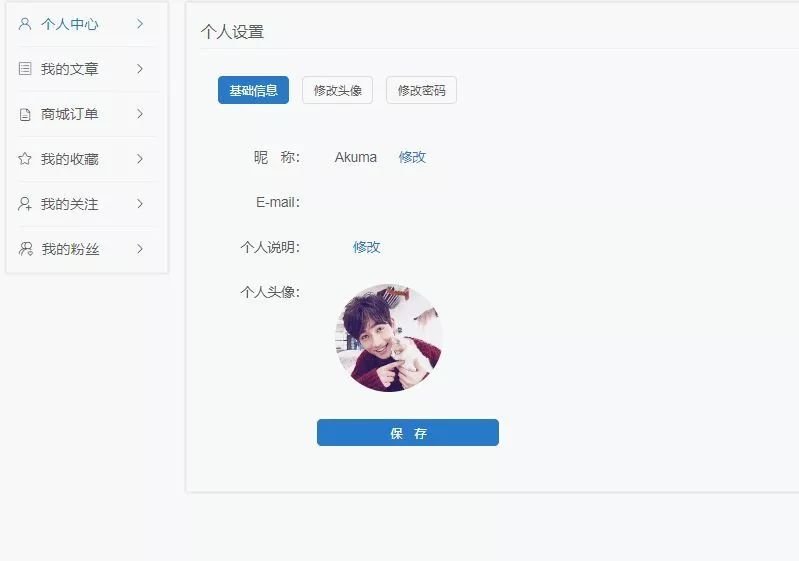 个人中心
我的文章
商城订单
我的收藏
我的关注
我的粉丝
个人设置
基础信息 修改头像 修改密码
昵 称： Akuma 修改
E-mail：
个人说明： 修改
个人头像：
保 存